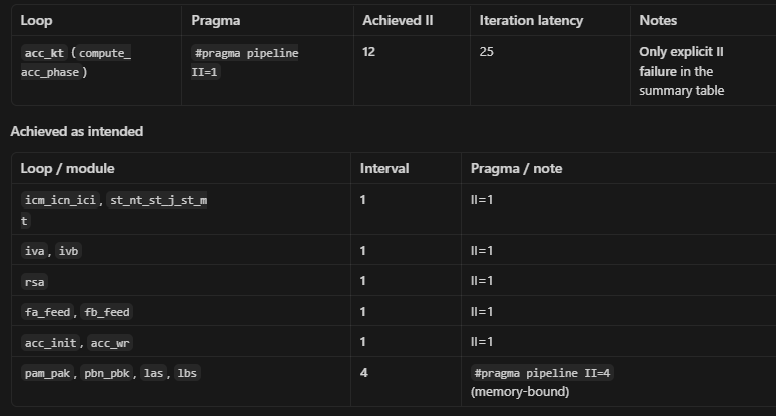 Loop Pragma Achieved II Iteration latency Notes
acc_kt (compute_ #pragma pipeline 12 25 Only explicit II
acc_phase) II=1 failure in the
summary table
Achieved as intended
Loop / module Interval Pragma / note
icm_icn_ici, st_nt_st_j_st_m 1 II=1
t
iva, ivb 1 II=1
rsa 1 II=1
fa_feed, fb_feed 1 II=1
acc_init, acc_wr 1 II=1
pam_pak, pbn_pbk, las, lbs 4 #pragma pipeline II=4
(memory-bound)